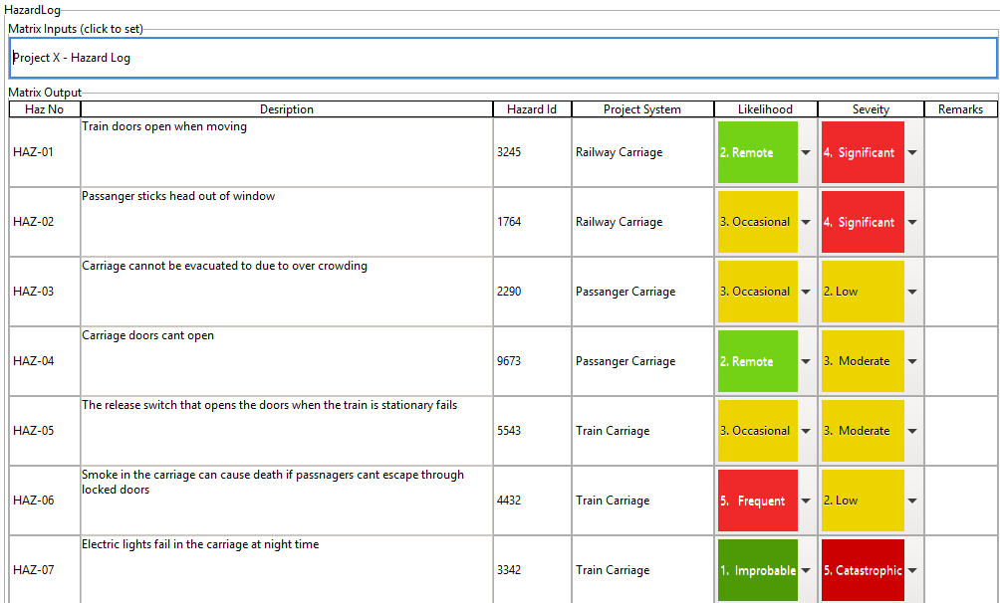 HazardLog
Matrix Inputs (click to set)
Project X - Hazard Log
Matrix Output
Haz No Desription Hazard Id Project System Likelihood Seveity Remarks
Train doors open when moving
HAZ-01 3245 Railway Carriage 2. Remote 4. Significant
Passanger sticks head out of window
HAZ-02 1764 Railway Carriage 3. Occasional 4. Significant
Carriage cannot be evacuated to due to over crowding
HAZ-03 2290 Passanger Carriage 3. Occasional 2. Low
Carriage doors cant open
HAZ-04 9673 Passanger Carriage 2. Remote 3. Moderate
The release switch that opens the doors when the train is stationary fails
HAZ-05 5543 Train Carriage 3. Occasional 3. Moderate
Smoke in the carriage can cause death if passnagers cant escape through
locked doors
HAZ-06 4432 Train Carriage 5. Frequent 2. Low
Electric lights fail in the carriage at night time
HAZ-07 3342 Train Carriage 1. Improbable 5. Catastrophic